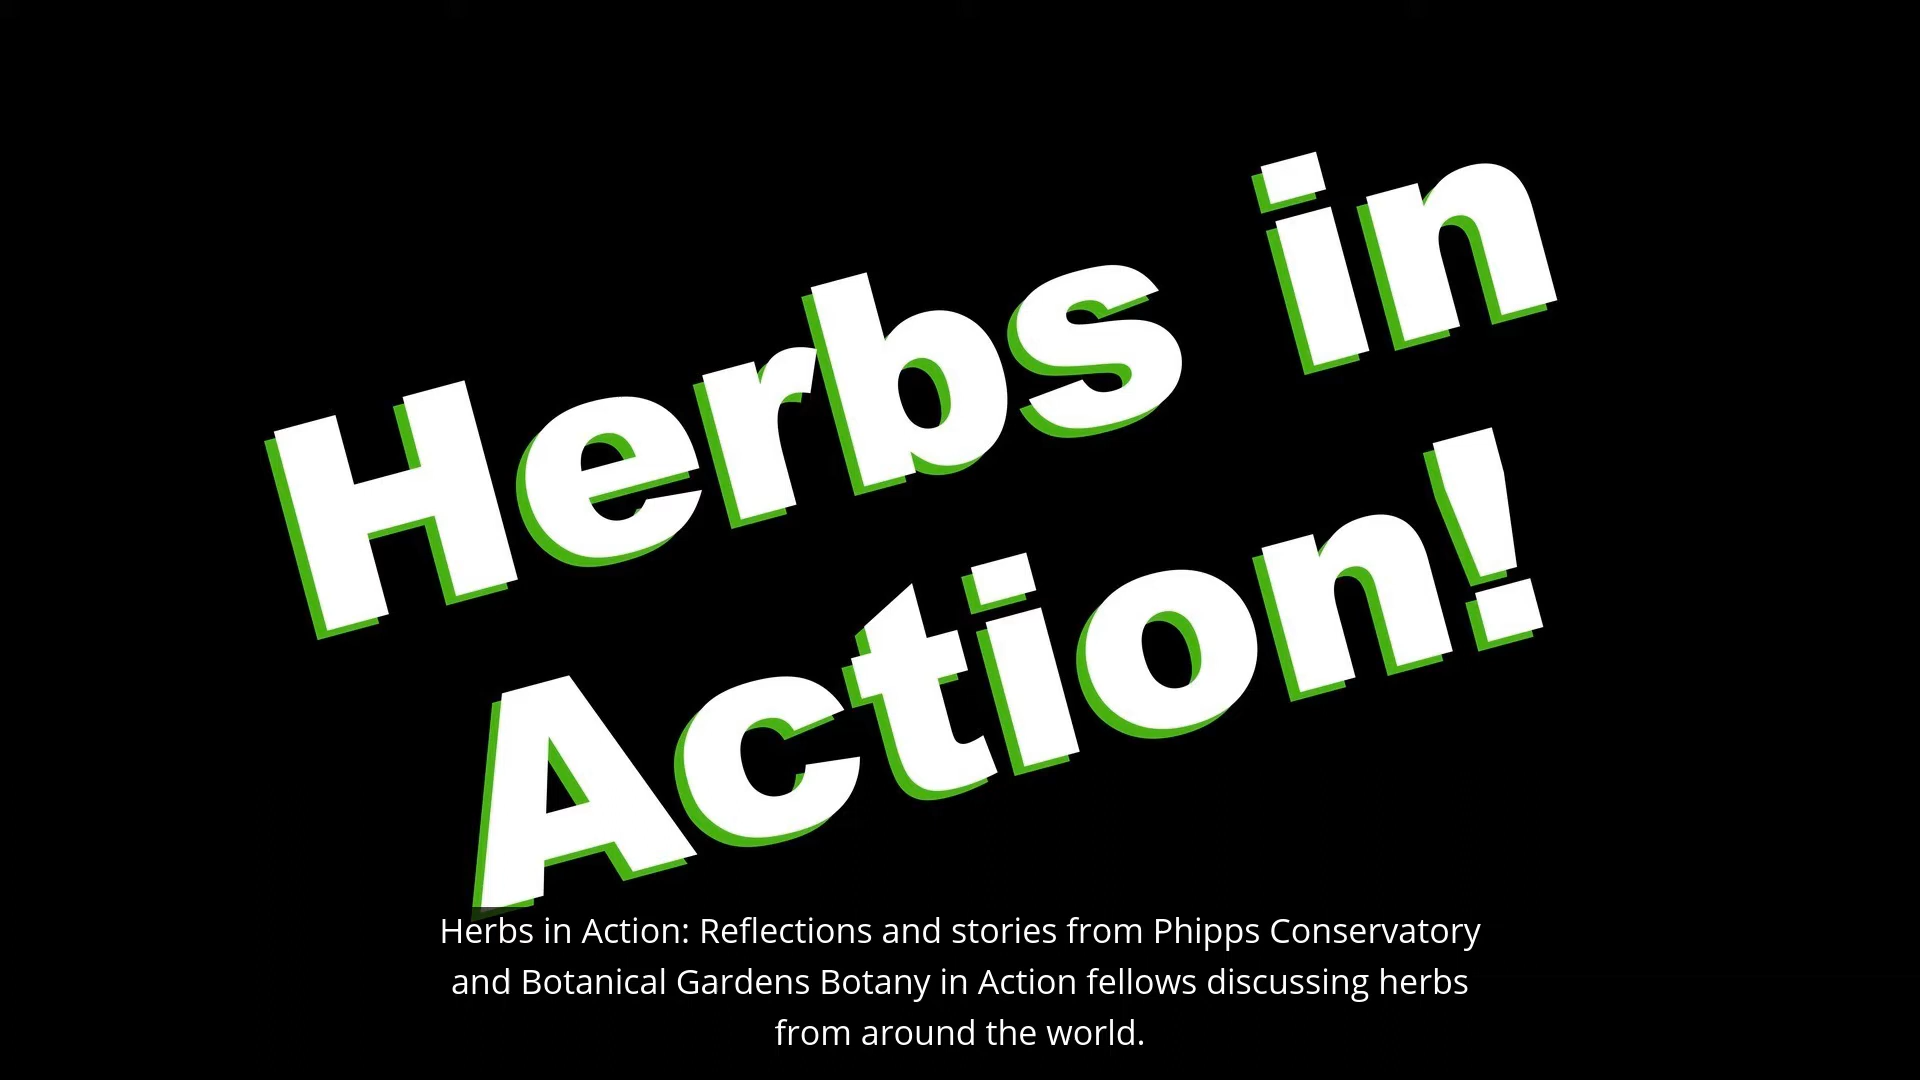 Herbs in
Action!
Herbs in Action: Reflections and stories from Phipps Conservatory
and Botanical Gardens Botany in Action fellows discussing herbs
from around the world.